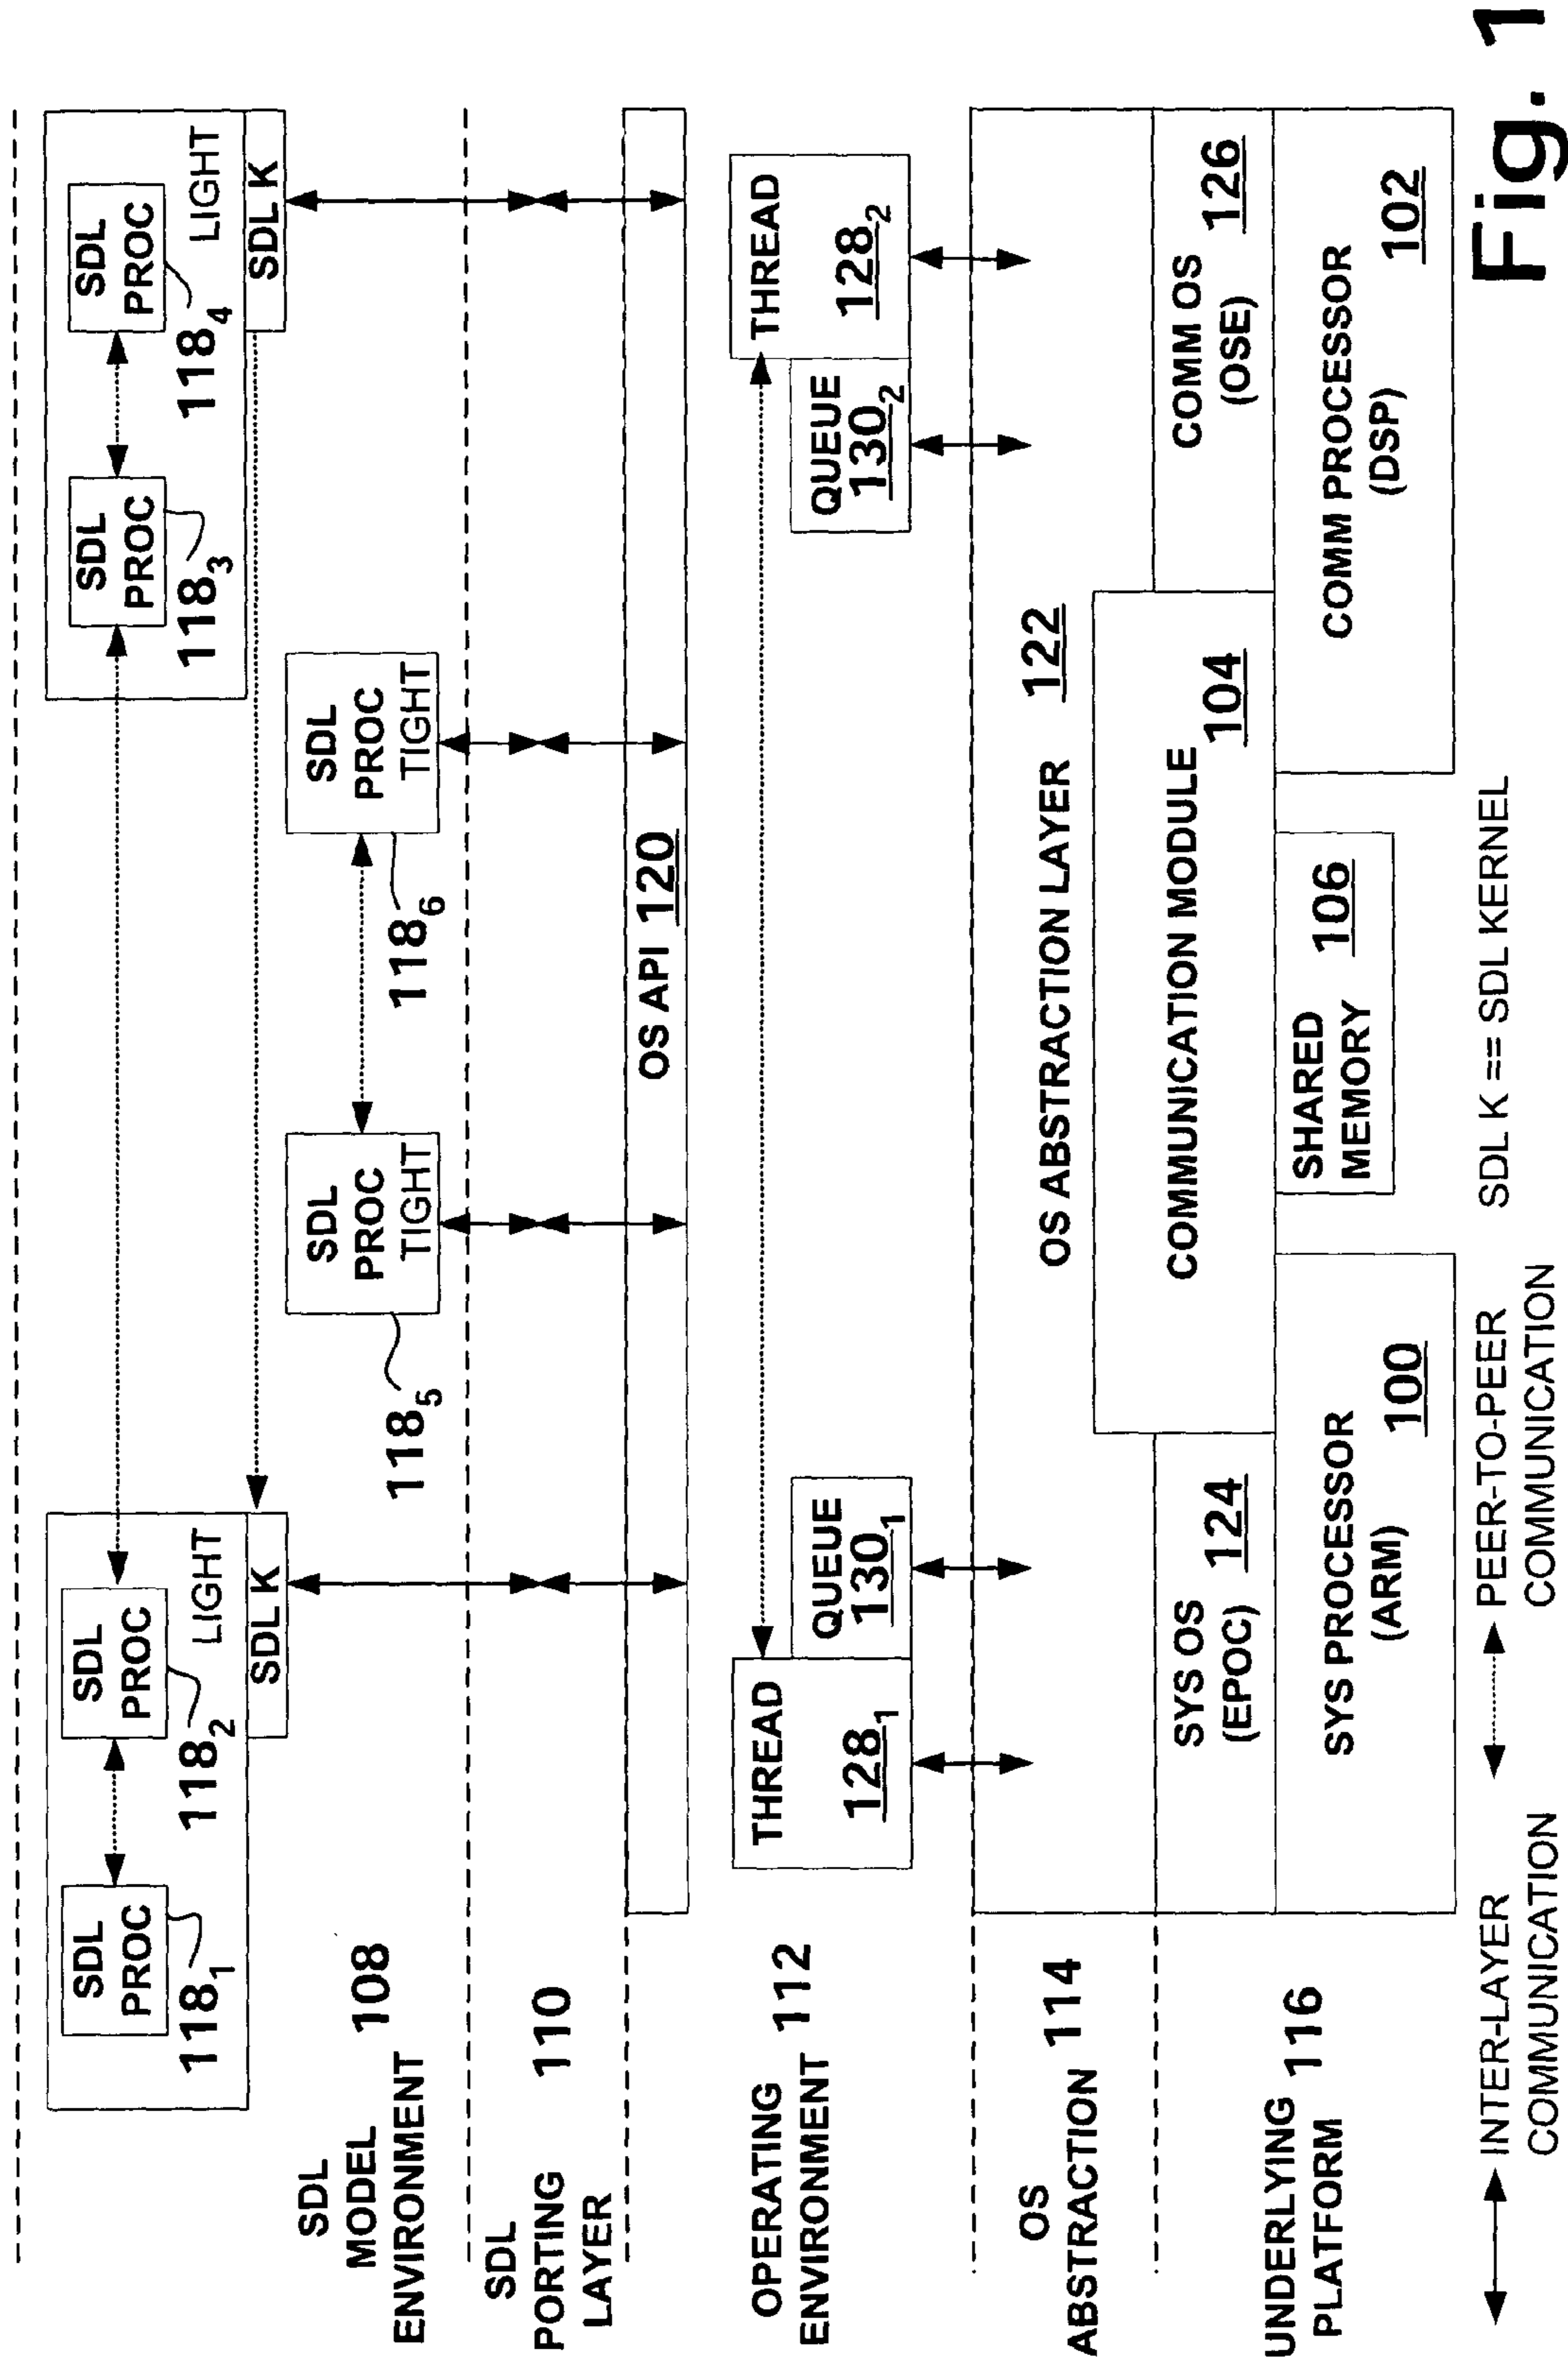 SDL
PROC
118₁
SDL
PROC
118₂
LIGHT
SDL K
SDL
PROC
118₃
SDL
PROC
118₄
LIGHT
SDL K
SDL
MODEL 108
ENVIRONMENT
SDL
PROC
TIGHT
118₅
SDL
PROC
TIGHT
118₆
SDL
PORTING 110
LAYER
OS API 120
OPERATING
ENVIRONMENT 112
THREAD
128₁
QUEUE
130₁
QUEUE
130₂
THREAD
128₂
OS
ABSTRACTION 114
OS ABSTRACTION LAYER 122
COMMUNICATION MODULE 104
SYS OS
(EPOC) 124
COMM OS
(OSE) 126
UNDERLYING
PLATFORM 116
SYS PROCESSOR
(ARM) 100
SHARED
MEMORY 106
COMM PROCESSOR
(DSP) 102
INTER-LAYER
COMMUNICATION
PEER-TO-PEER
COMMUNICATION
SDL K == SDL KERNEL
Fig. 1